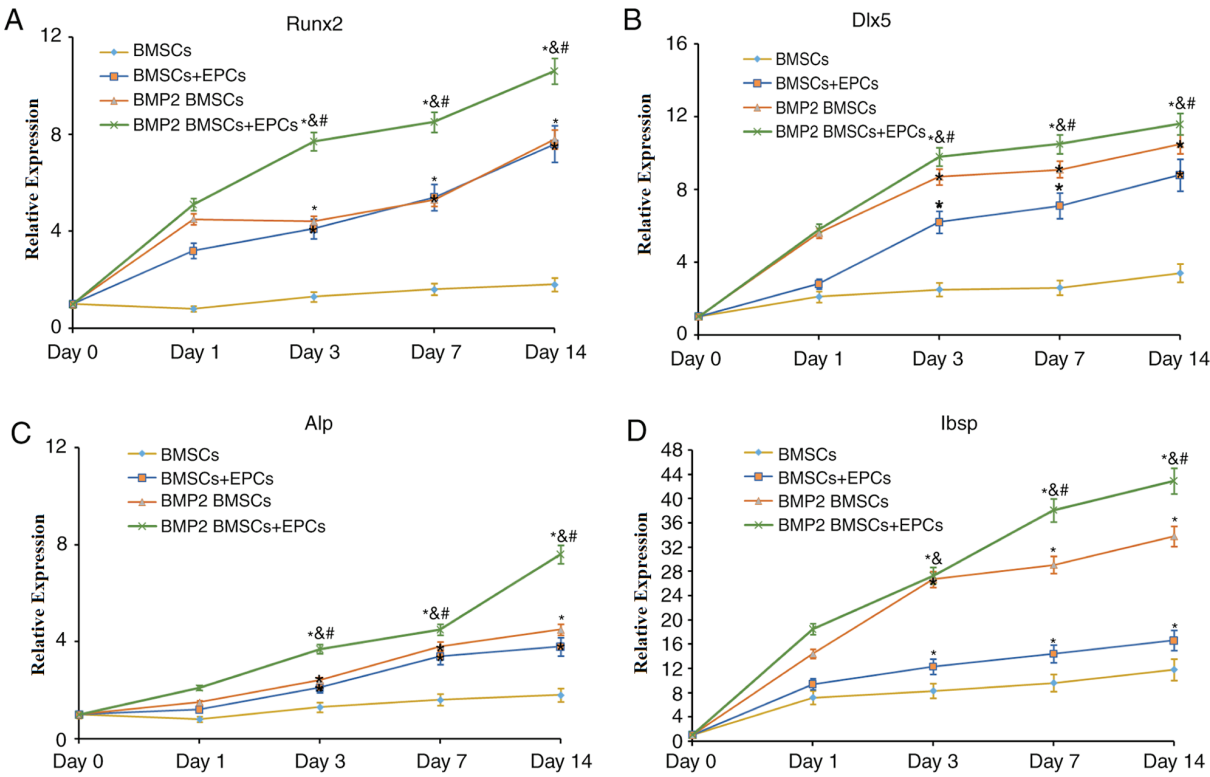 A
Runx2
BMSCs
BMSCs+EPCs
BMP2 BMSCs
BMP2 BMSCs+EPCs
Relative Expression
12
8
4
0
*&#
*&#
*&#
*
*
*
*
*
*
Day 0
Day 1
Day 3
Day 7
Day 14
B
Dlx5
BMSCs
BMSCs+EPCs
BMP2 BMSCs
BMP2 BMSCs+EPCs
Relative Expression
16
12
8
4
0
*&#
*&#
*&#
*
*
*
*
*
*
Day 0
Day 1
Day 3
Day 7
Day 14
C
Alp
BMSCs
BMSCs+EPCs
BMP2 BMSCs
BMP2 BMSCs+EPCs
Relative Expression
12
8
4
0
*&#
*&#
*&#
*
*
*
*
*
*
Day 0
Day 1
Day 3
Day 7
Day 14
D
Ibsp
BMSCs
BMSCs+EPCs
BMP2 BMSCs
BMP2 BMSCs+EPCs
Relative Expression
48
44
40
36
32
28
24
20
16
12
8
4
0
*&
*&#
*&#
*
*
*
*
*
*
Day 0
Day 1
Day 3
Day 7
Day 14